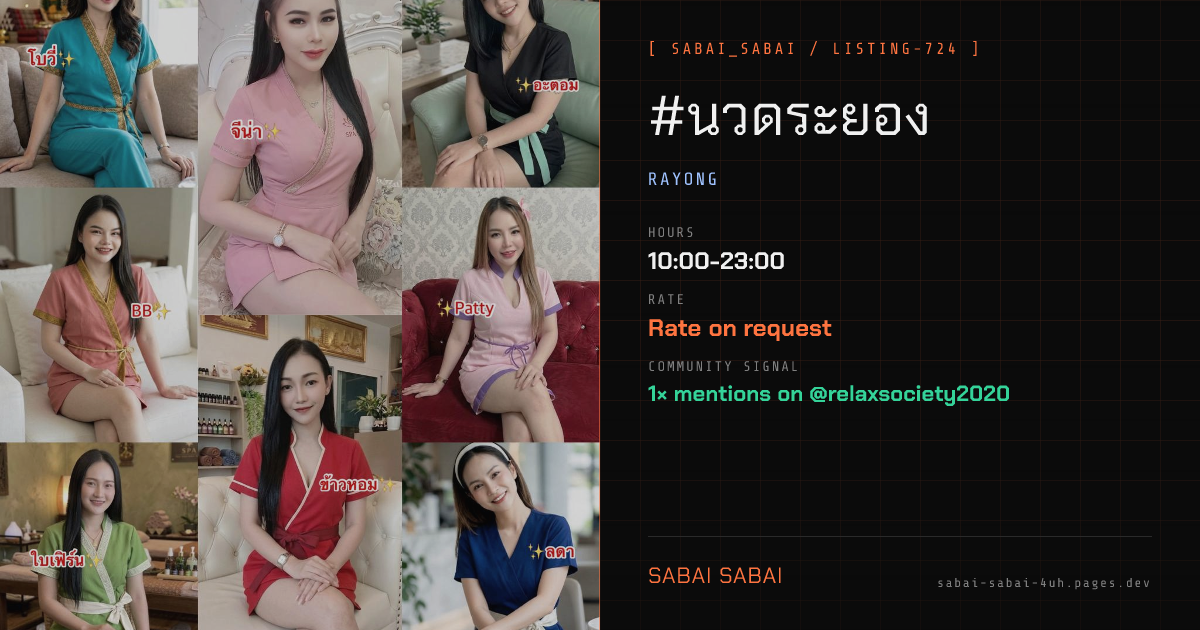 โบวี่
จีน่า
อะตอม
BB
Patty
ใบเฟิร์น
ข้าวหอม
ลดา
[ SABAI_SABAI / LISTING-724 ]
#นวดระยอง
RAYONG
HOURS
10:00-23:00
RATE
Rate on request
COMMUNITY SIGNAL
1× mentions on @relaxsociety2020
SABAI SABAI
sabai-sabai-4uh.pages.dev